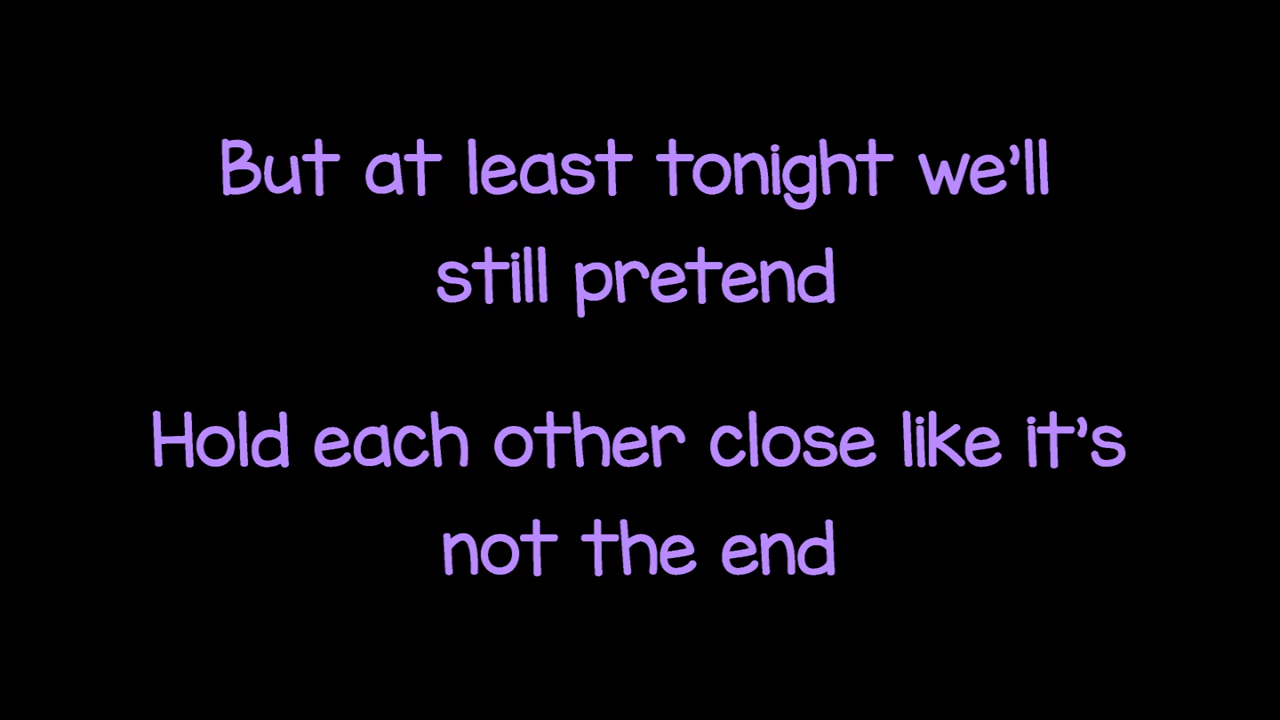 But at least tonight we'll
still pretend
Hold each other close like it's
not the end